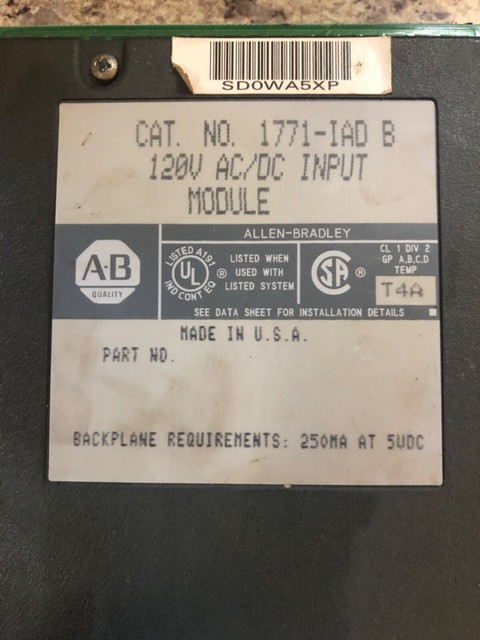 SD0WA5XP
CAT. NO. 1771-IAD B
120V AC/DC INPUT
MODULE
ALLEN-BRADLEY
A-B
QUALITY
LISTED A191
UL
®
IND CONT EQ
LISTED WHEN
USED WITH
LISTED SYSTEM
SA
®
CL 1 DIV 2
GP A,B,C,D
TEMP
T4A
SEE DATA SHEET FOR INSTALLATION DETAILS
MADE IN U.S.A.
PART NO.
BACKPLANE REQUIREMENTS: 250MA AT 5VDC